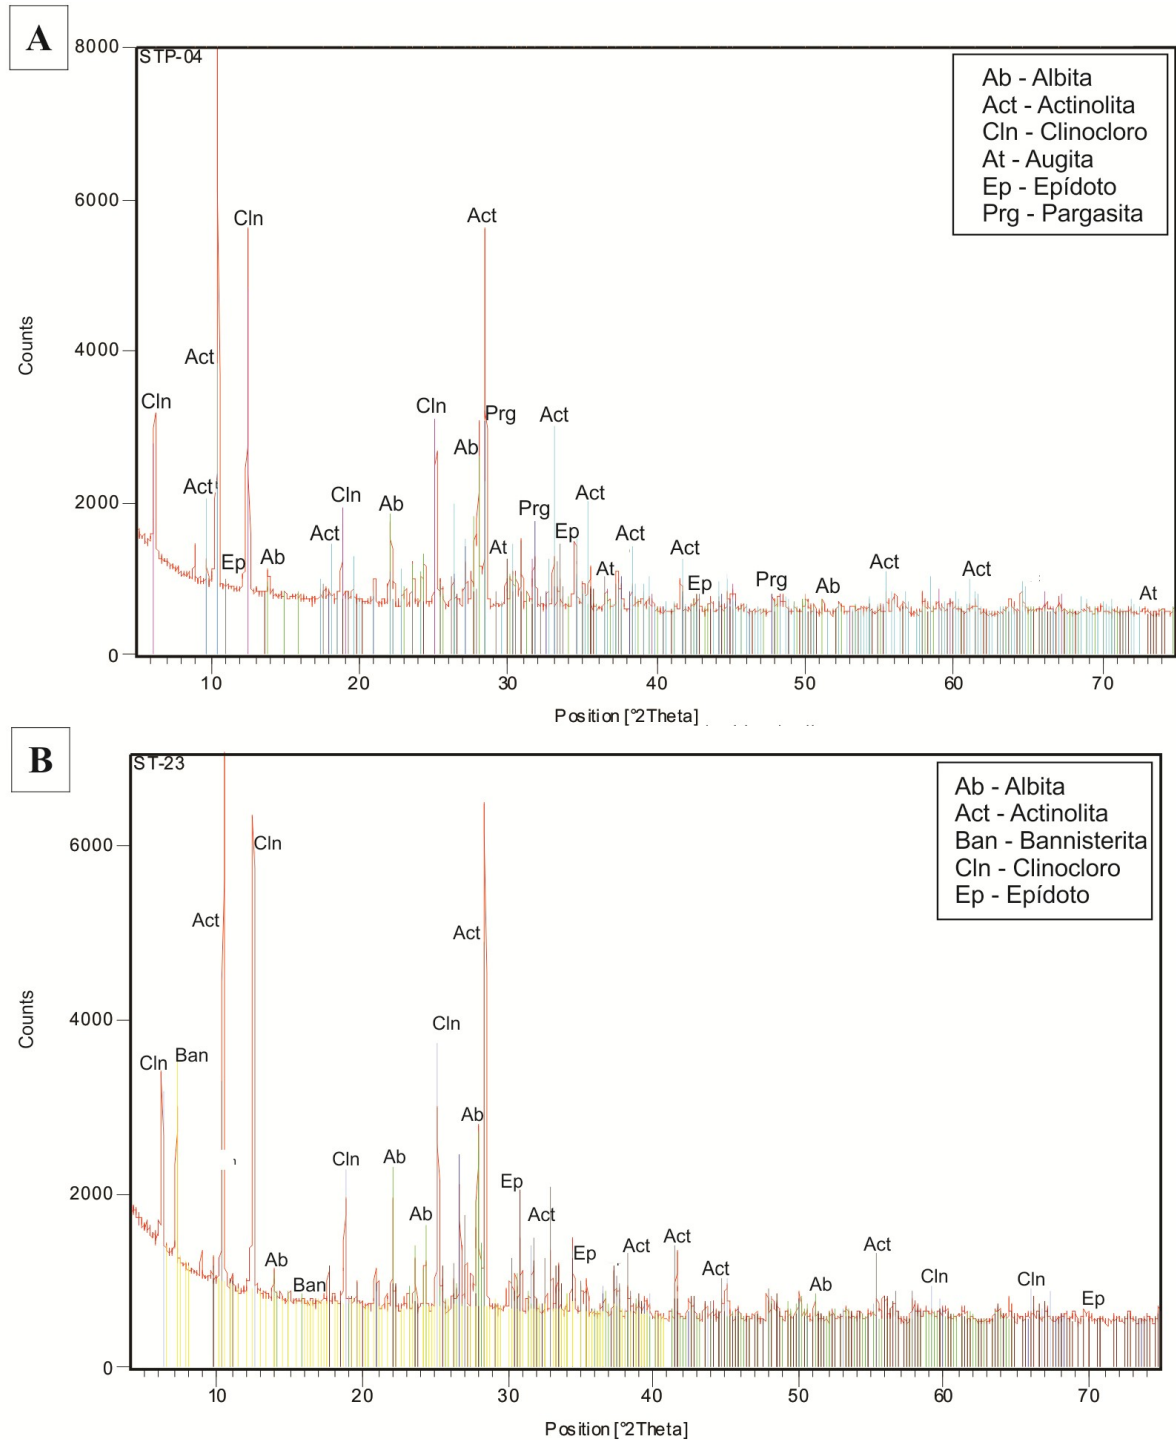 A
STP-04
8000
6000
4000
2000
0
Counts
Ab - Albita
Act - Actinolita
Cln - Clinocloro
At - Augita
Ep - Epídoto
Prg - Pargasita
Cln
Act
Act
Cln
Ep
Ab
Act
Cln
Ab
Cln
Ab
Act
Prg
At
Prg
Act
Ep
Act
At
Act
Act
Ep
Prg
Ab
Act
Act
At
10
20
30
40
50
60
70
Position [°2Theta]
B
ST-23
6000
4000
2000
0
Counts
Ab - Albita
Act - Actinolita
Ban - Bannisterita
Cln - Clinocloro
Ep - Epídoto
Cln
Ban
Act
Cln
Ab
Ban
Cln
Ab
Ab
Cln
Act
Ab
Ep
Act
Ep
Act
Act
Act
Ab
Act
Cln
Cln
Ep
10
20
30
40
50
60
70
Position [°2Theta]